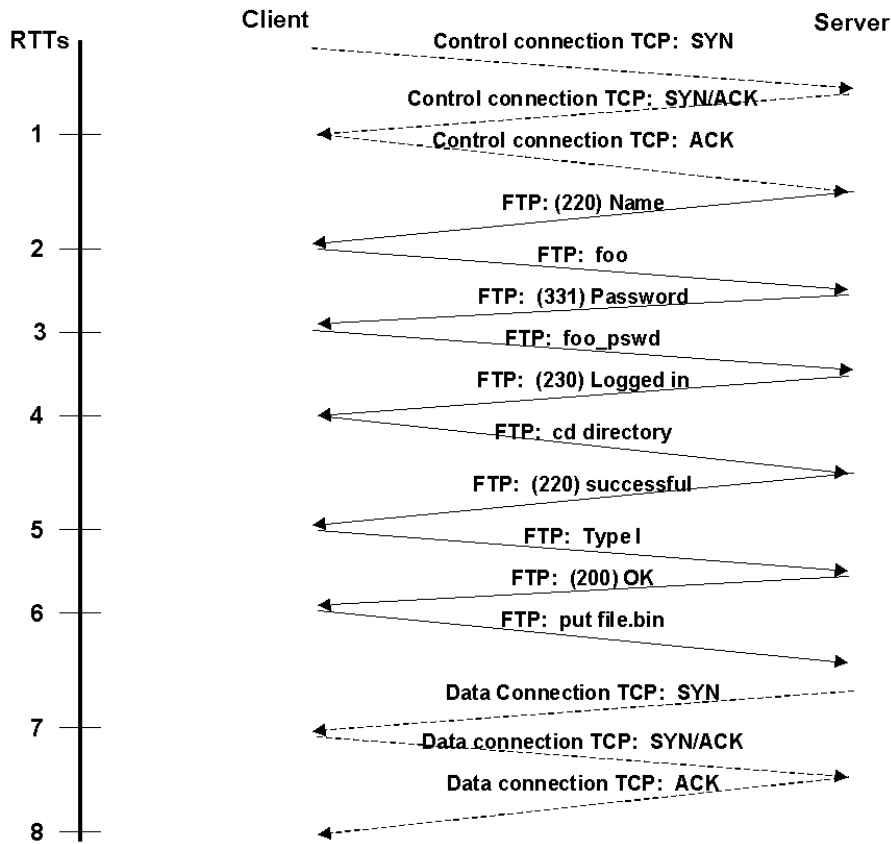 Client
Server
RTTs
Control connection TCP: SYN
Control connection TCP: SYN/ACK
1
Control connection TCP: ACK
FTP: (220) Name
2
FTP: foo
FTP: (331) Password
3
FTP: foo_pswd
FTP: (230) Logged in
4
FTP: cd directory
FTP: (220) successful
5
FTP: Type I
FTP: (200) OK
6
FTP: put file.bin
Data Connection TCP: SYN
7
Data connection TCP: SYN/ACK
Data connection TCP: ACK
8